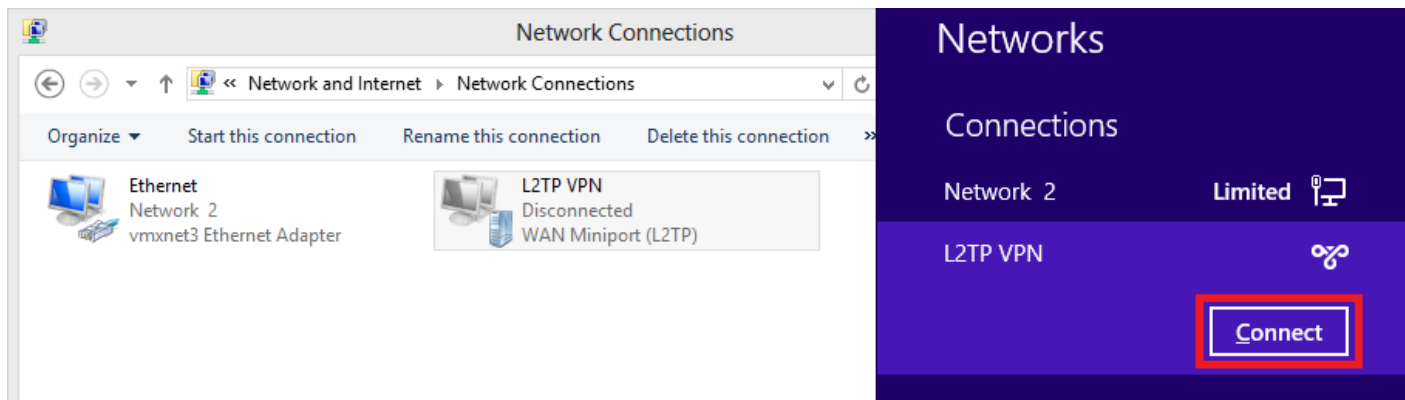 Network Connections
« Network and Internet Network Connections
Organize Start this connection Rename this connection Delete this connection »
Ethernet
Network 2
vmxnet3 Ethernet Adapter
L2TP VPN
Disconnected
WAN Miniport (L2TP)
Networks
Connections
Network 2 Limited
L2TP VPN
Connect